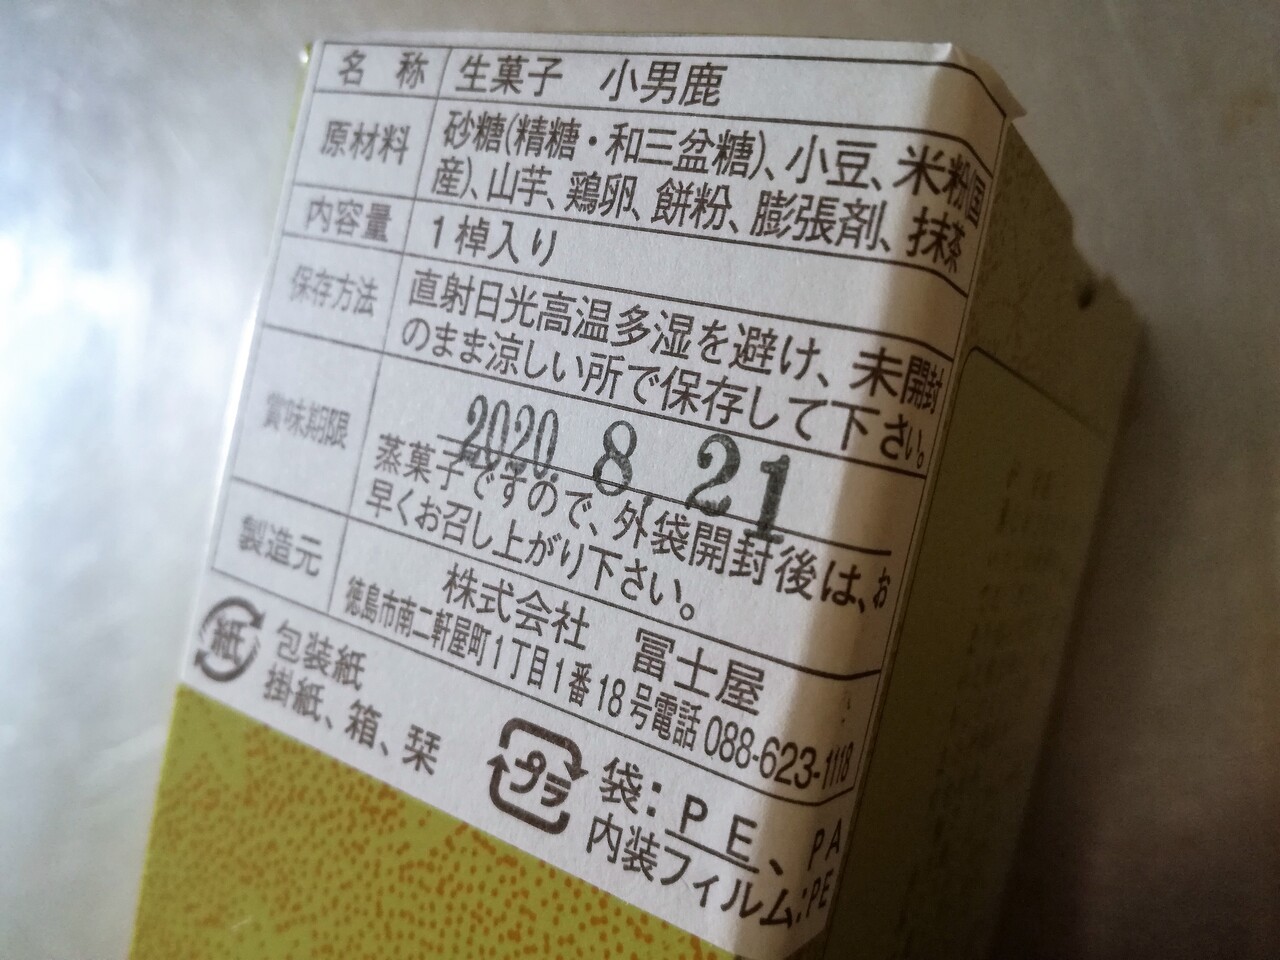 名 称 生菓子 小男鹿
原材料 砂糖(精糖・和三盆糖)、小豆、米粉(国
産)、山芋、鶏卵、餅粉、膨張剤、抹茶
内容量 1棹入り
保存方法 直射日光高温多湿を避け、未開封
のまま涼しい所で保存して下さい。
賞味期限 2020. 8. 21
蒸菓子ですので、外袋開封後は、お
早くお召し上がり下さい。
製造元 株式会社 冨士屋
徳島市南二軒屋町1丁目1番18号電話088-623-1118
紙 包装紙
掛紙、箱、栞
プラ 袋:PE、PA
内装フィルム:PE